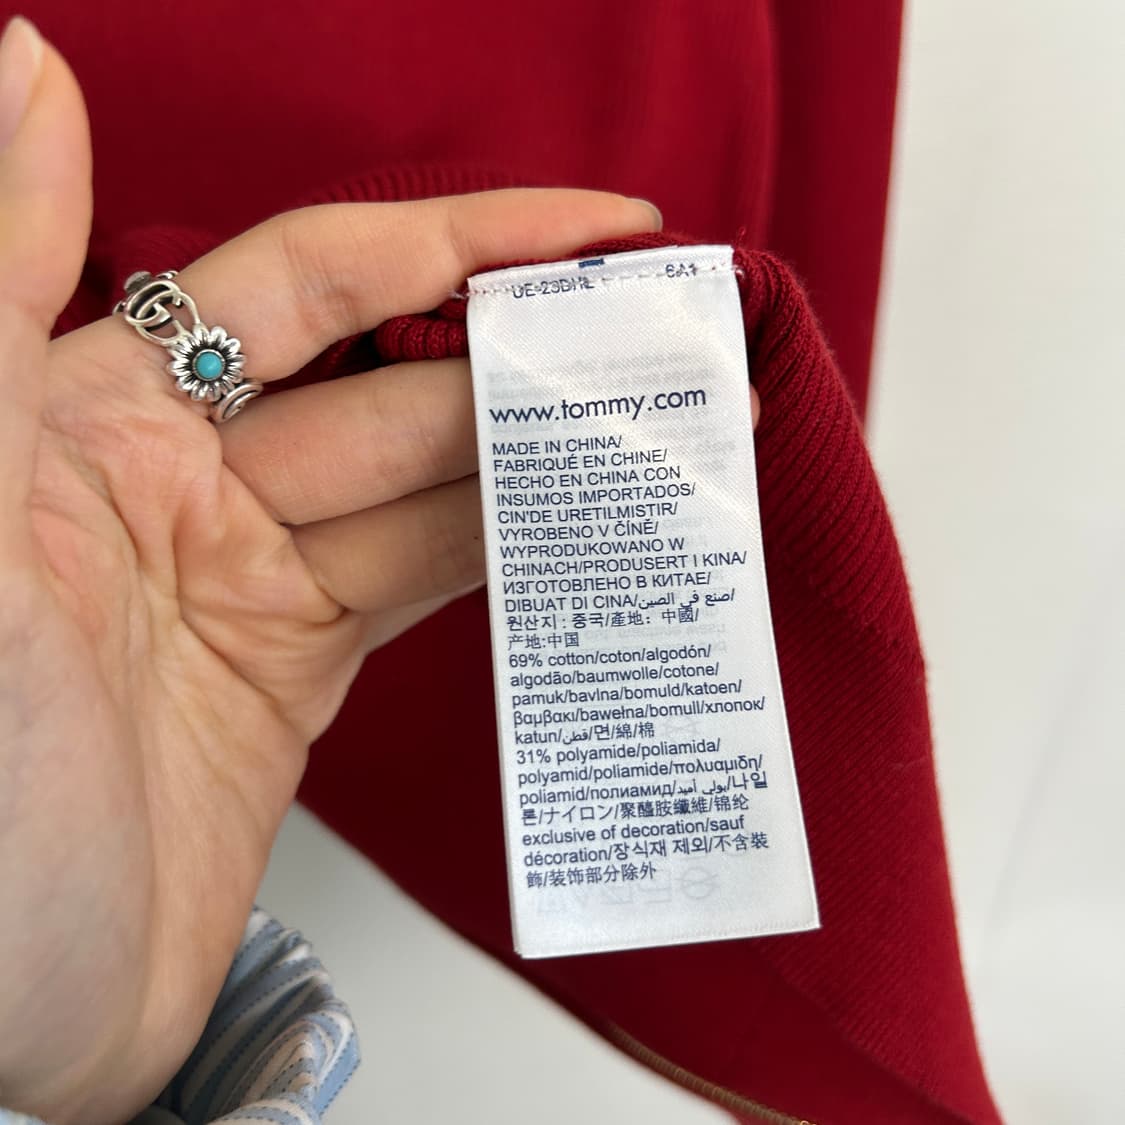 6A1
www.tommy.com
MADE IN CHINA/
FABRIQUÉ EN CHINE/
HECHO EN CHINA CON
INSUMOS IMPORTADOS/
CIN'DE URETILMISTIR/
VYROBENO V ČÍNĚ/
WYPRODUKOWANO W
CHINACH/PRODUSERT I KINA/
ИЗГОТОВЛЕНО В КИТАЕ/
DIBUAT DI CINA/صنع في الصين/
원산지 : 중국/產地：中國/
产地:中国
69% cotton/coton/algodón/
algodão/baumwolle/cotone/
pamuk/bavlna/bomuld/katoen/
βαμβακι/bawełna/bomull/хлопок/
katun/قطن/면/綿/棉
31% polyamide/poliamida/
polyamid/poliamide/πολυαμιδη/
poliamid/полиамид/بولي أميد/나일
론/ナイロン/聚醯胺纖維/锦纶
exclusive of decoration/sauf
décoration/장식재 제외/不含裝
飾/装饰部分除外